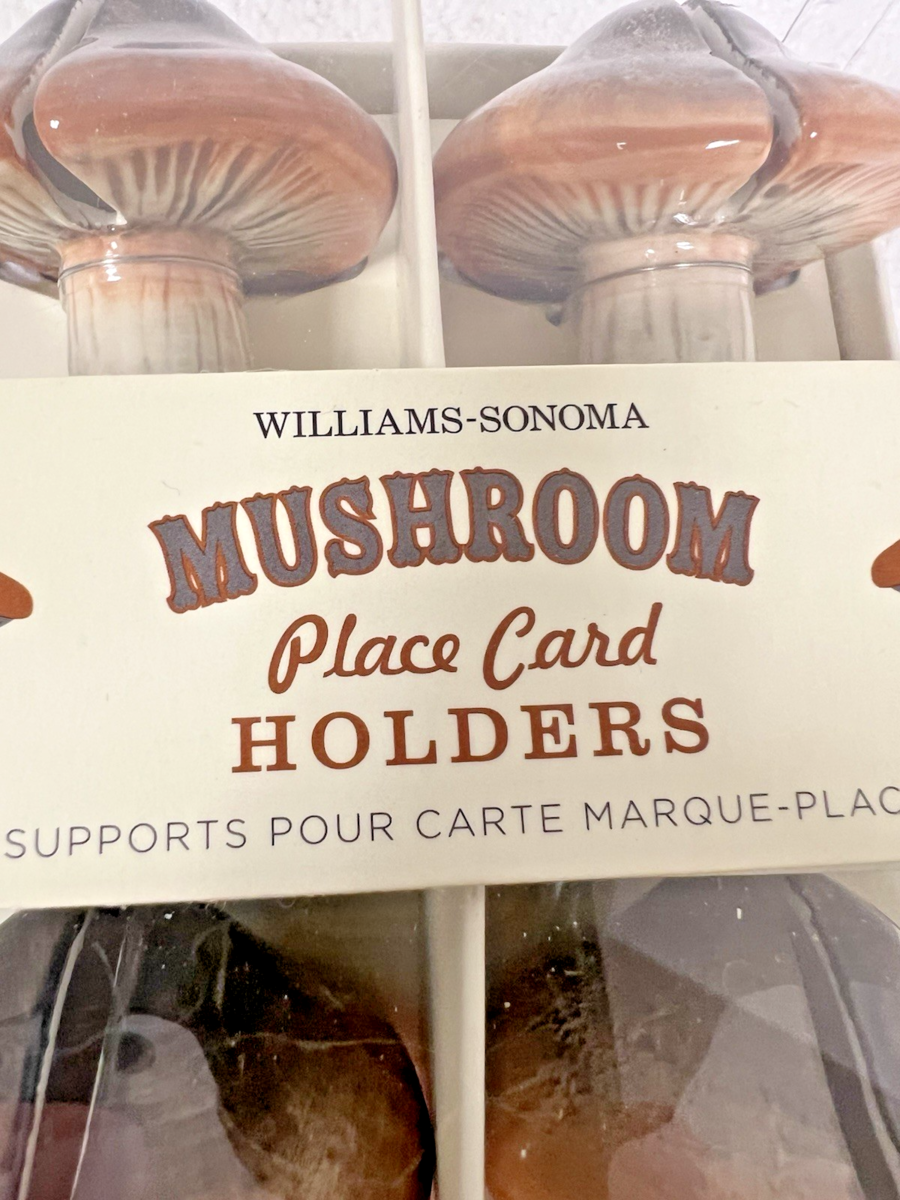 WILLIAMS-SONOMA
MUSHROOM
Place Card
HOLDERS
SUPPORTS POUR CARTE MARQUE-PLAC